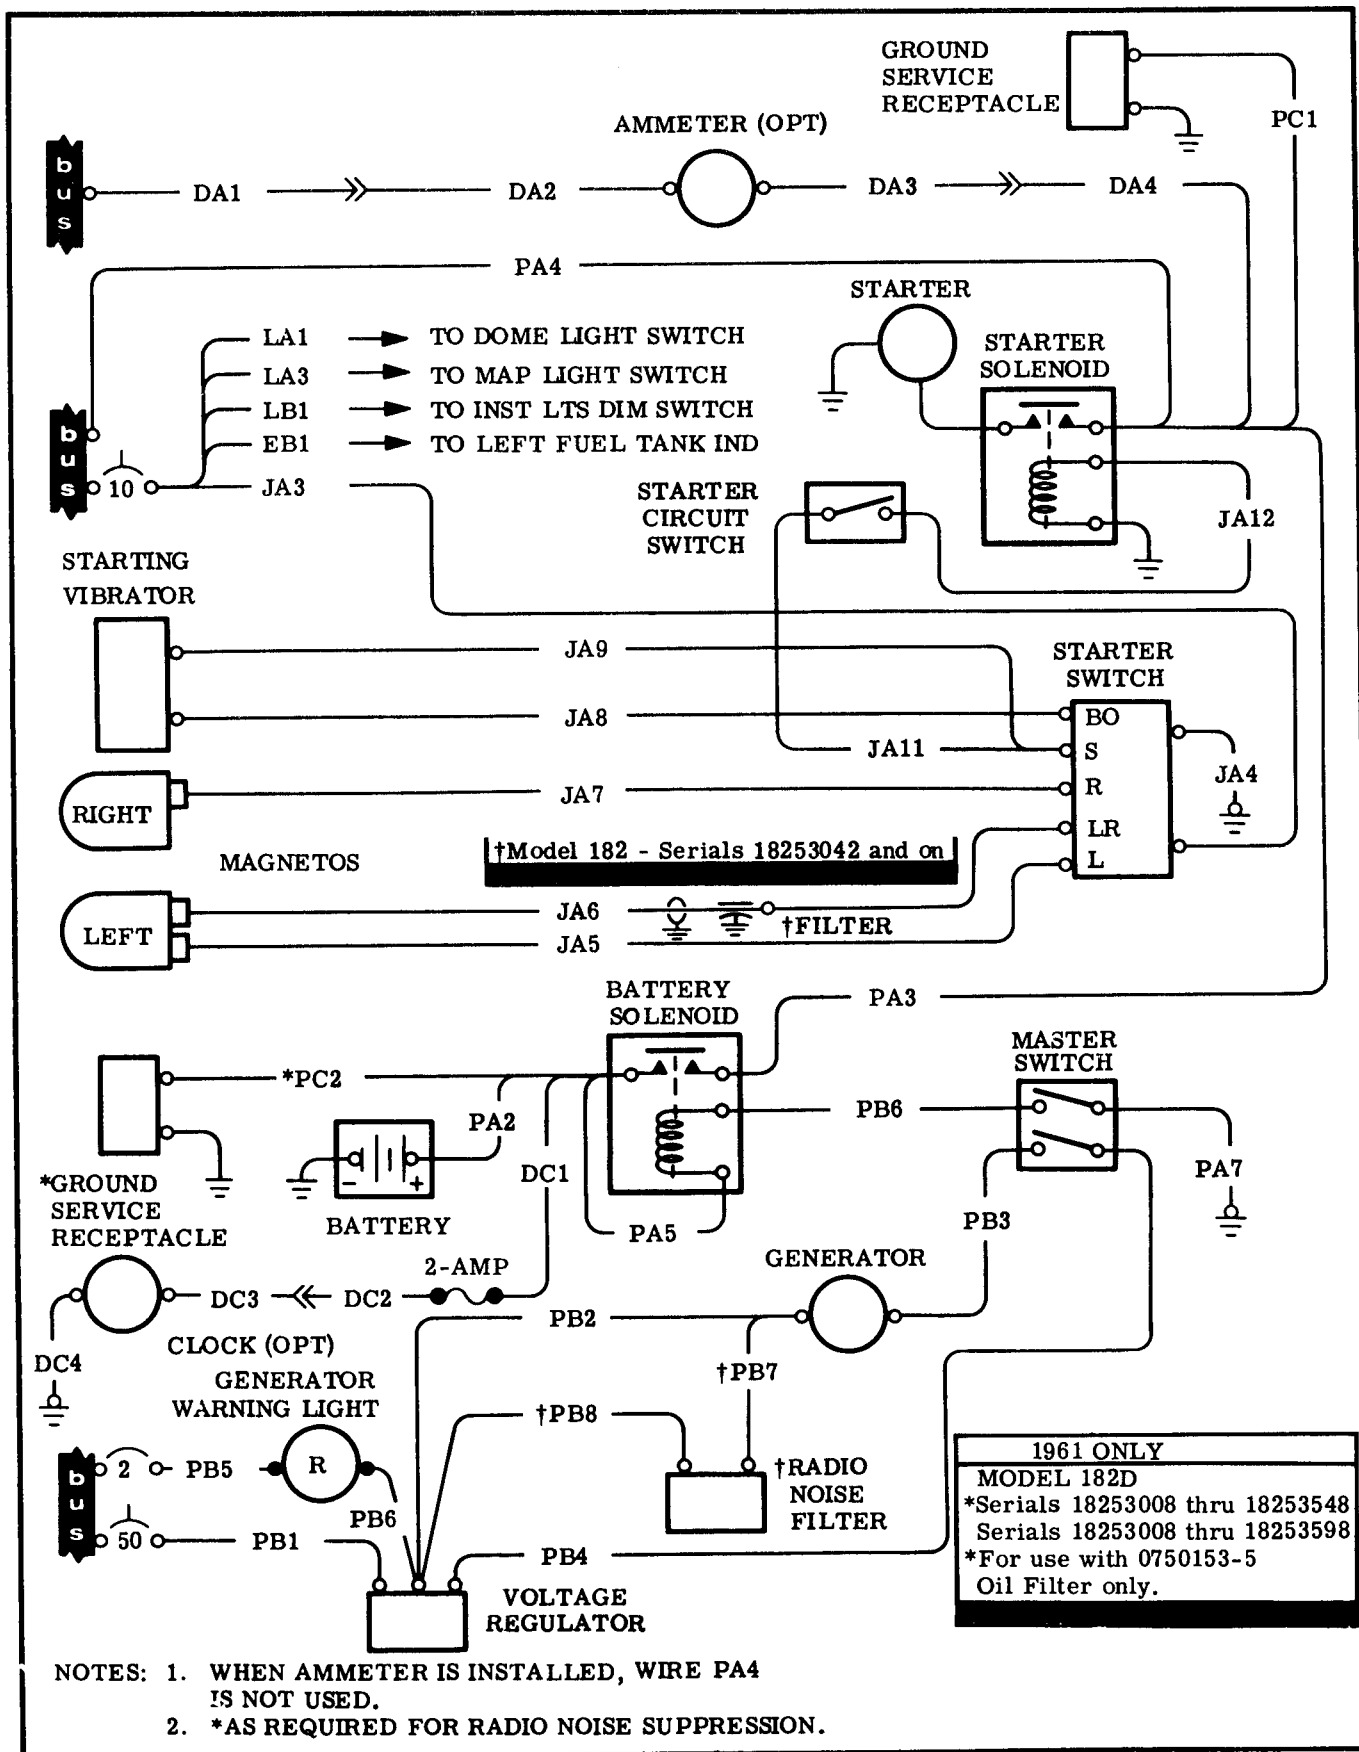 GROUND
SERVICE
RECEPTACLE
PC1
AMMETER (OPT)
bus
DA1
DA2
DA3
DA4
PA4
STARTER
STARTER
SOLENOID
LA1
TO DOME LIGHT SWITCH
LA3
TO MAP LIGHT SWITCH
LB1
TO INST LTS DIM SWITCH
EB1
TO LEFT FUEL TANK IND
bus
10
JA3
STARTER
CIRCUIT
SWITCH
JA12
STARTING
VIBRATOR
JA9
STARTER
SWITCH
JA8
BO
JA11
S
JA4
RIGHT
JA7
R
LR
L
MAGNETOS
†Model 182 - Serials 18253042 and on
LEFT
JA6
†FILTER
JA5
BATTERY
SOLENOID
PA3
MASTER
SWITCH
*PC2
PA2
PB6
DC1
PA7
- +
BATTERY
*GROUND
SERVICE
RECEPTACLE
PA5
PB3
GENERATOR
2-AMP
DC3
DC2
PB2
CLOCK (OPT)
DC4
†PB7
GENERATOR
WARNING LIGHT
†PB8
bus
2
PB5
R
†RADIO
NOISE
FILTER
PB6
50
PB1
PB4
VOLTAGE
REGULATOR
1961 ONLY
MODEL 182D
*Serials 18253008 thru 18253548
Serials 18253008 thru 18253598
*For use with 0750153-5
Oil Filter only.
NOTES: 1. WHEN AMMETER IS INSTALLED, WIRE PA4
IS NOT USED.
2. *AS REQUIRED FOR RADIO NOISE SUPPRESSION.